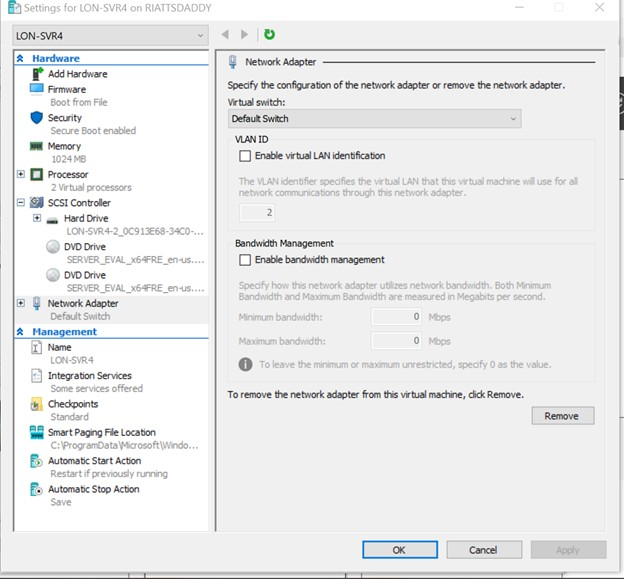 Settings for LON-SVR4 on RIATTSDADDY
LON-SVR4
Hardware
Add Hardware
Firmware
Boot from File
Security
Secure Boot enabled
Memory
1024 MB
Processor
2 Virtual processors
SCSI Controller
Hard Drive
LON-SVR4-2_0C913E68-34C0-...
DVD Drive
SERVER_EVAL_x64FRE_en-us....
DVD Drive
SERVER_EVAL_x64FRE_en-us....
Network Adapter
Default Switch
Management
Name
LON-SVR4
Integration Services
Some services offered
Checkpoints
Standard
Smart Paging File Location
C:\ProgramData\Microsoft\Windo...
Automatic Start Action
Restart if previously running
Automatic Stop Action
Save
Network Adapter
Specify the configuration of the network adapter or remove the network adapter.
Virtual switch:
Default Switch
VLAN ID
Enable virtual LAN identification
The VLAN identifier specifies the virtual LAN that this virtual machine will use for all
network communications through this network adapter.
2
Bandwidth Management
Enable bandwidth management
Specify how this network adapter utilizes network bandwidth. Both Minimum
Bandwidth and Maximum Bandwidth are measured in Megabits per second.
Minimum bandwidth: 0 Mbps
Maximum bandwidth: 0 Mbps
To leave the minimum or maximum unrestricted, specify 0 as the value.
To remove the network adapter from this virtual machine, click Remove.
Remove
OK Cancel Apply